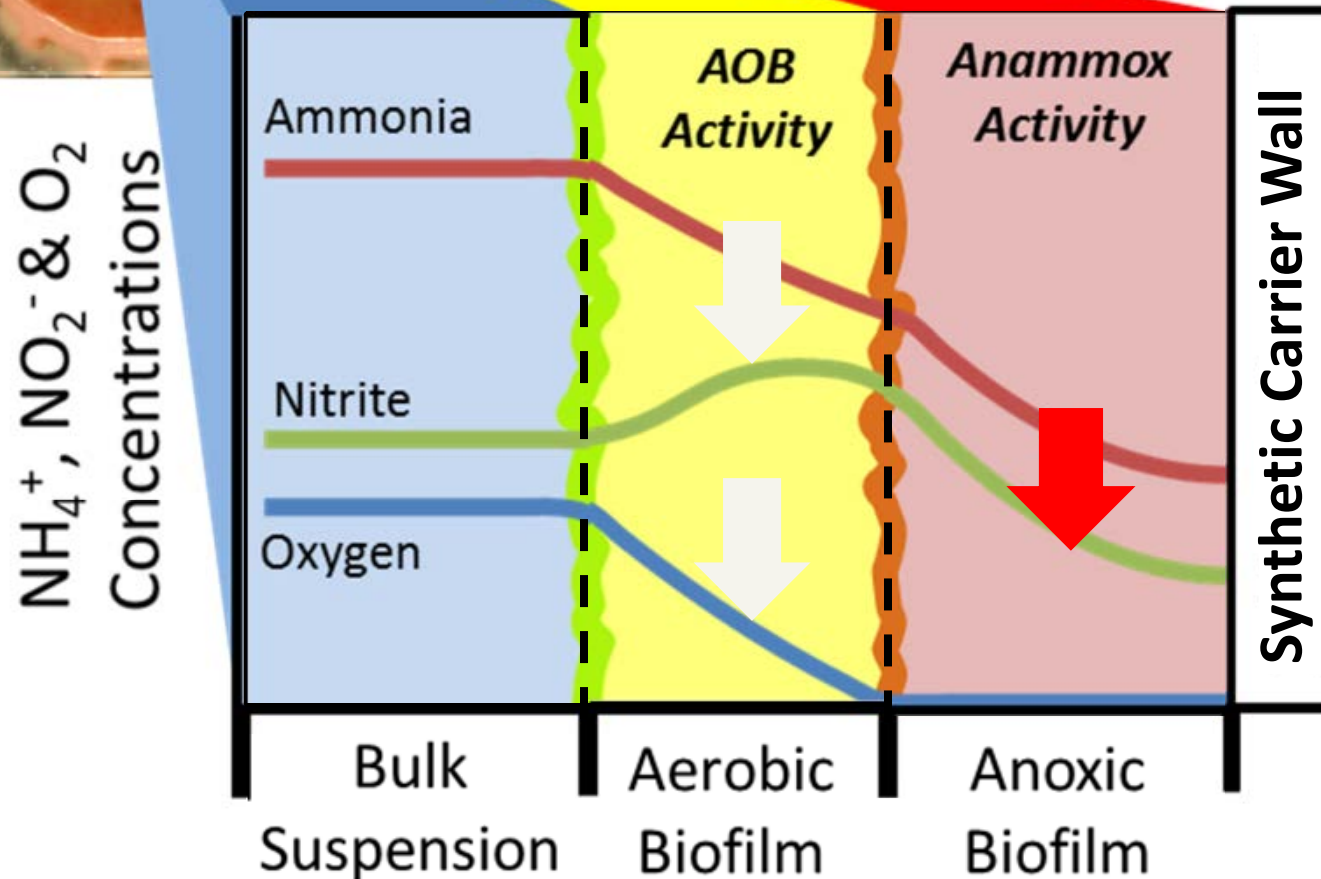 NH₄⁺, NO₂⁻ & O₂
Concentrations
Ammonia
Nitrite
Oxygen
AOB
Activity
Anammox
Activity
Synthetic Carrier Wall
Bulk
Suspension
Aerobic
Biofilm
Anoxic
Biofilm